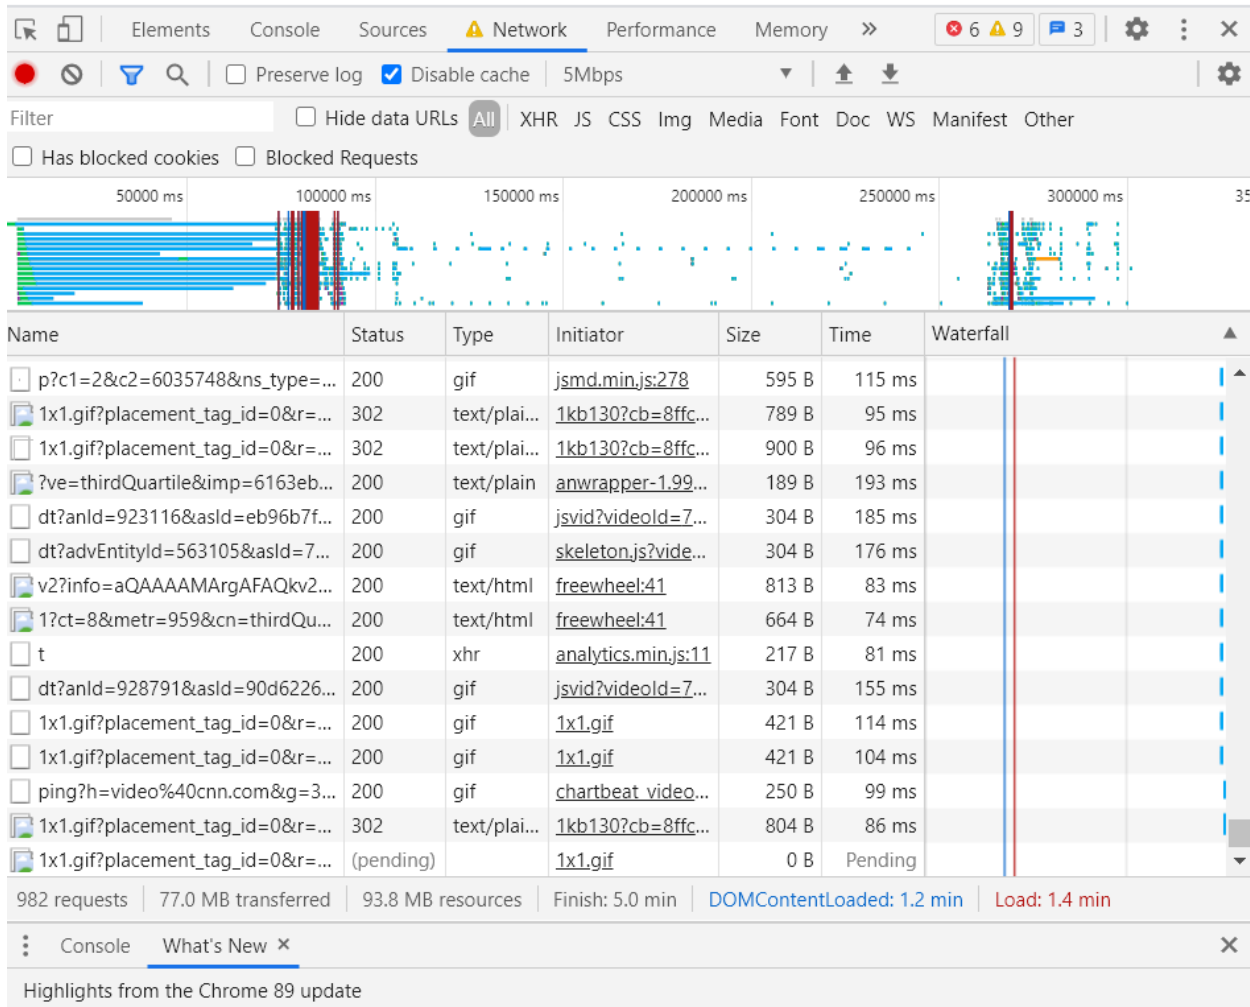 Elements Console Sources Network Performance Memory » 6 9 3
Preserve log Disable cache 5Mbps
Filter Hide data URLs All XHR JS CSS Img Media Font Doc WS Manifest Other
Has blocked cookies Blocked Requests
50000 ms 100000 ms 150000 ms 200000 ms 250000 ms 300000 ms 35
Name Status Type Initiator Size Time Waterfall
p?c1=2&c2=6035748&ns_type=... 200 gif jsmd.min.js:278 595 B 115 ms
1x1.gif?placement_tag_id=0&r=... 302 text/plai... 1kb130?cb=8ffc... 789 B 95 ms
1x1.gif?placement_tag_id=0&r=... 302 text/plai... 1kb130?cb=8ffc... 900 B 96 ms
?ve=thirdQuartile&imp=6163eb... 200 text/plain anwrapper-1.99... 189 B 193 ms
dt?anId=923116&asId=eb96b7f... 200 gif jsvid?videoId=7... 304 B 185 ms
dt?advEntityId=563105&asId=7... 200 gif skeleton.js?vide... 304 B 176 ms
v2?info=aQAAAAMArgAFAQkv2... 200 text/html freewheel:41 813 B 83 ms
1?ct=8&metr=959&cn=thirdQu... 200 text/html freewheel:41 664 B 74 ms
t 200 xhr analytics.min.js:11 217 B 81 ms
dt?anId=928791&asId=90d6226... 200 gif jsvid?videoId=7... 304 B 155 ms
1x1.gif?placement_tag_id=0&r=... 200 gif 1x1.gif 421 B 114 ms
1x1.gif?placement_tag_id=0&r=... 200 gif 1x1.gif 421 B 104 ms
ping?h=video%40cnn.com&g=3... 200 gif chartbeat_video... 250 B 99 ms
1x1.gif?placement_tag_id=0&r=... 302 text/plai... 1kb130?cb=8ffc... 804 B 86 ms
1x1.gif?placement_tag_id=0&r=... (pending) 1x1.gif 0 B Pending
982 requests 77.0 MB transferred 93.8 MB resources Finish: 5.0 min DOMContentLoaded: 1.2 min Load: 1.4 min
Console What's New ×
Highlights from the Chrome 89 update